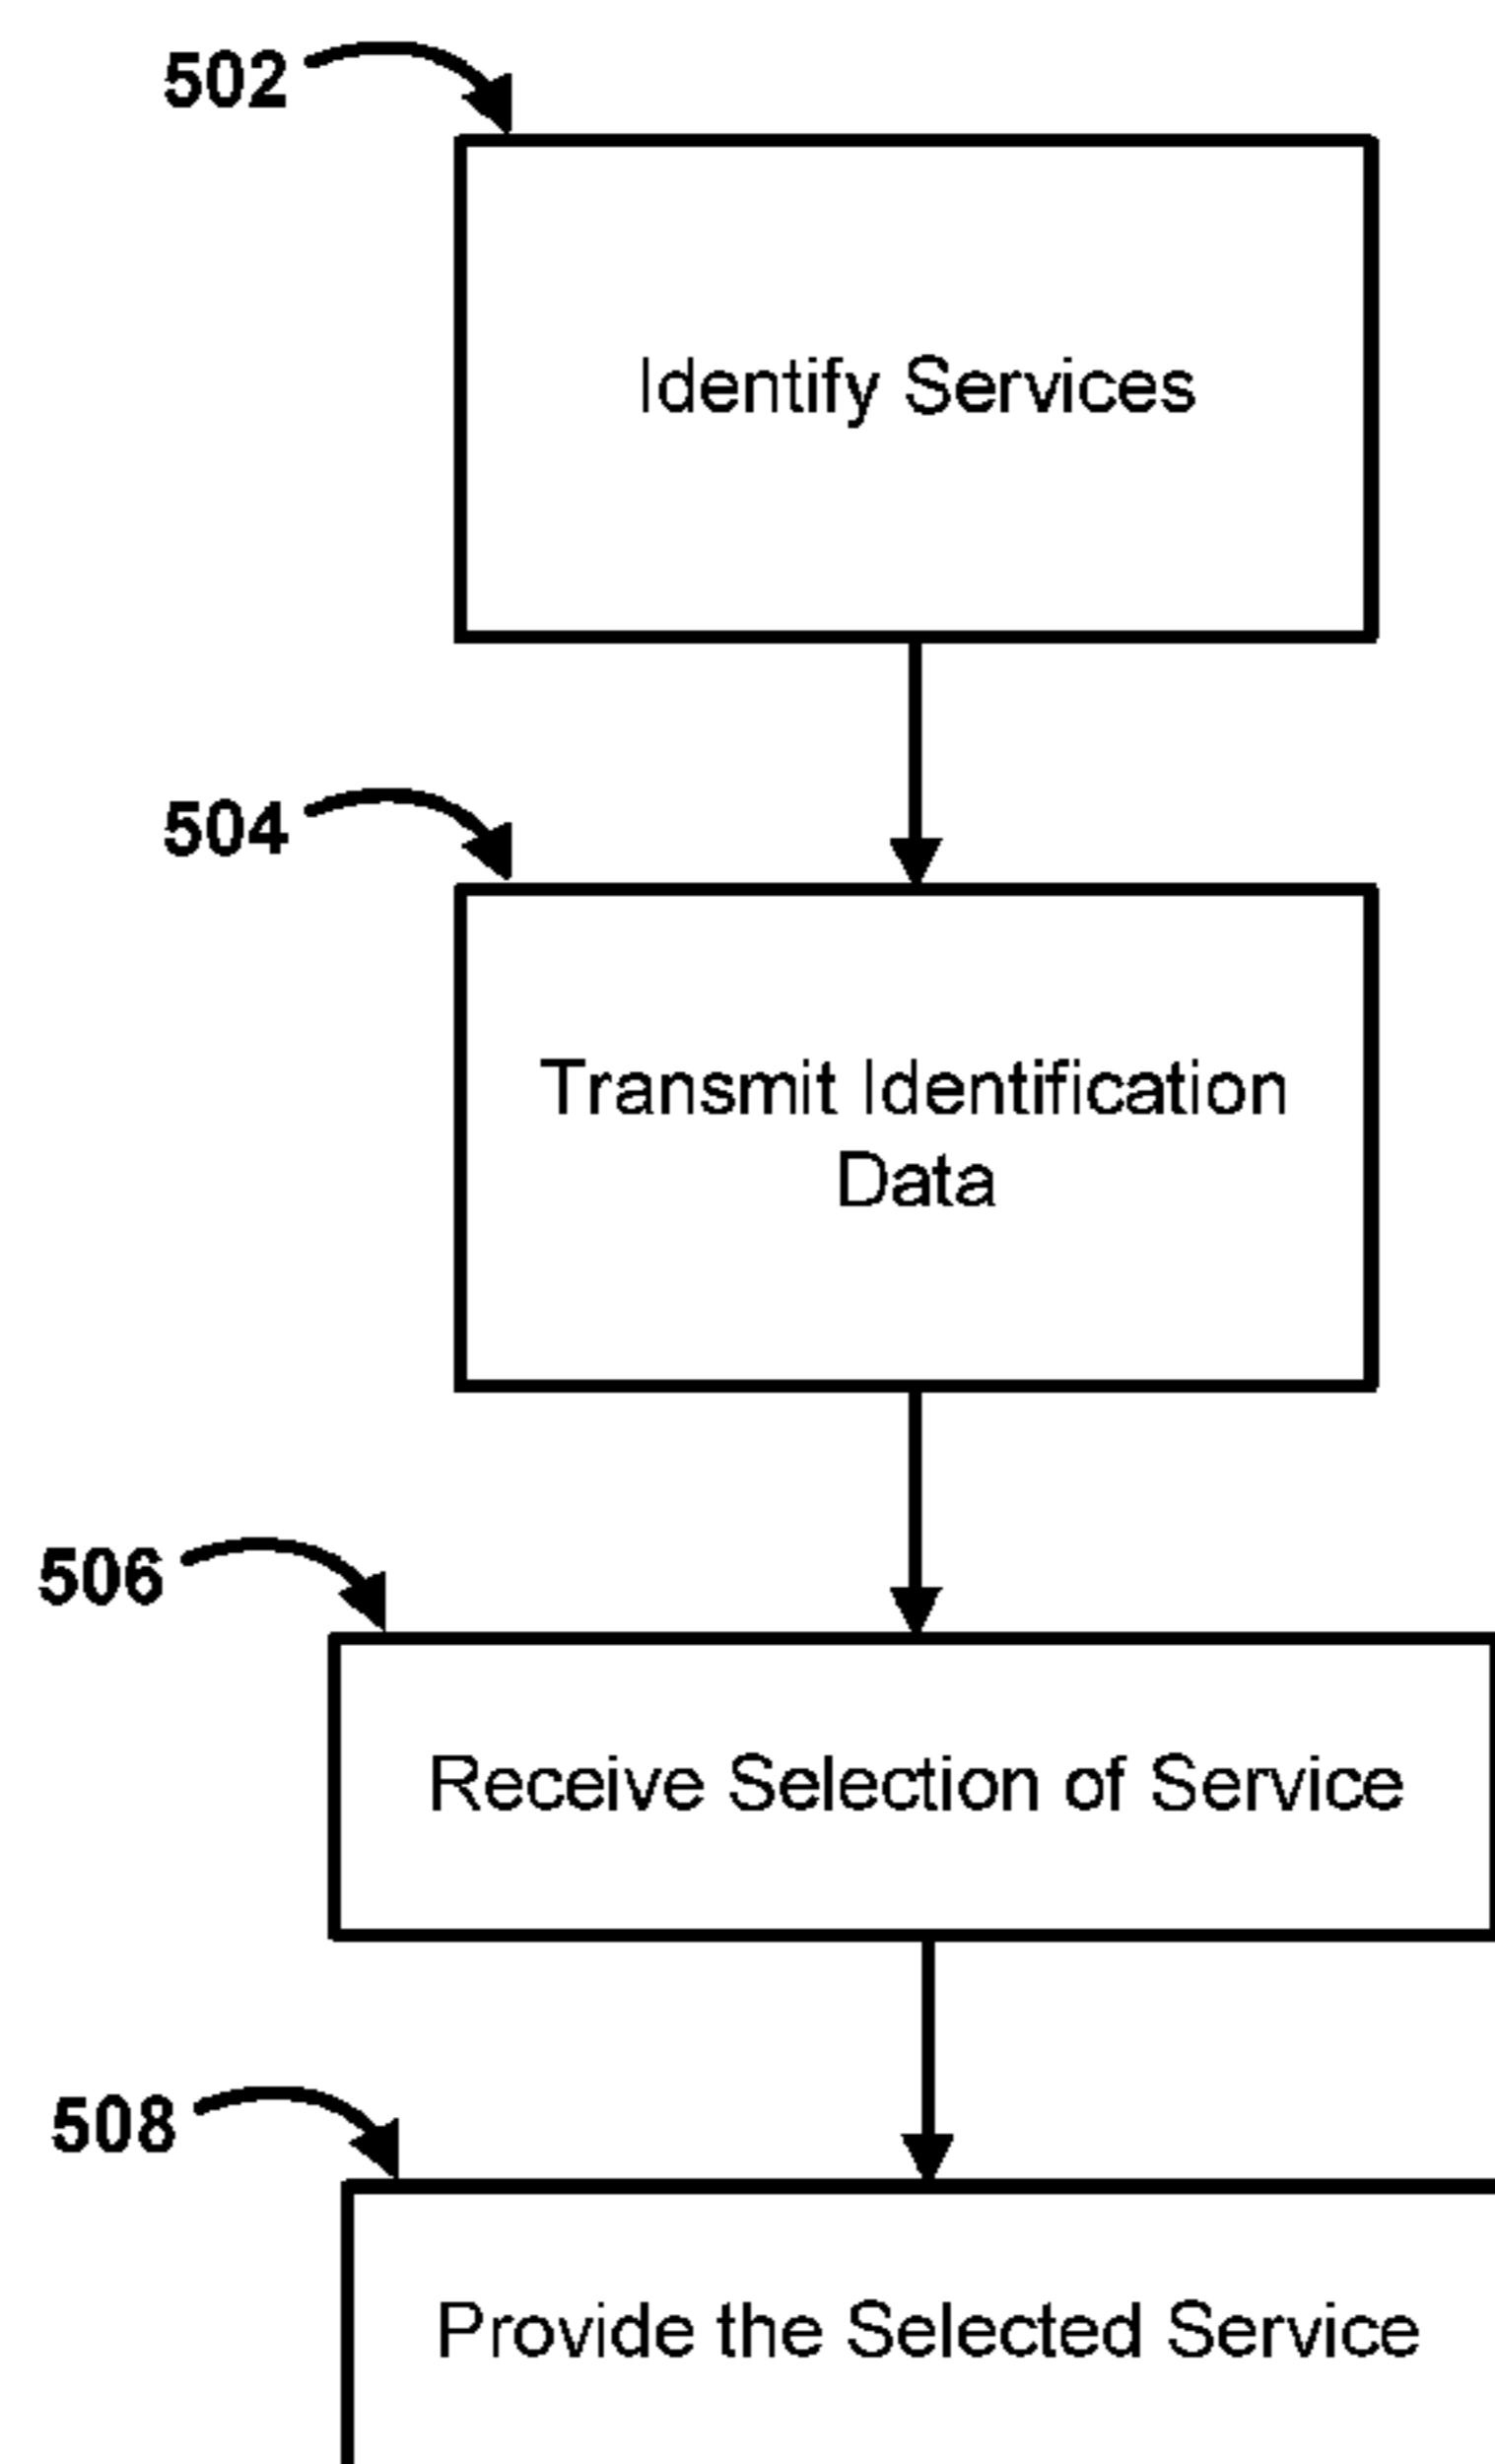 502
Identify Services
504
Transmit Identification
Data
506
Receive Selection of Service
508
Provide the Selected Service